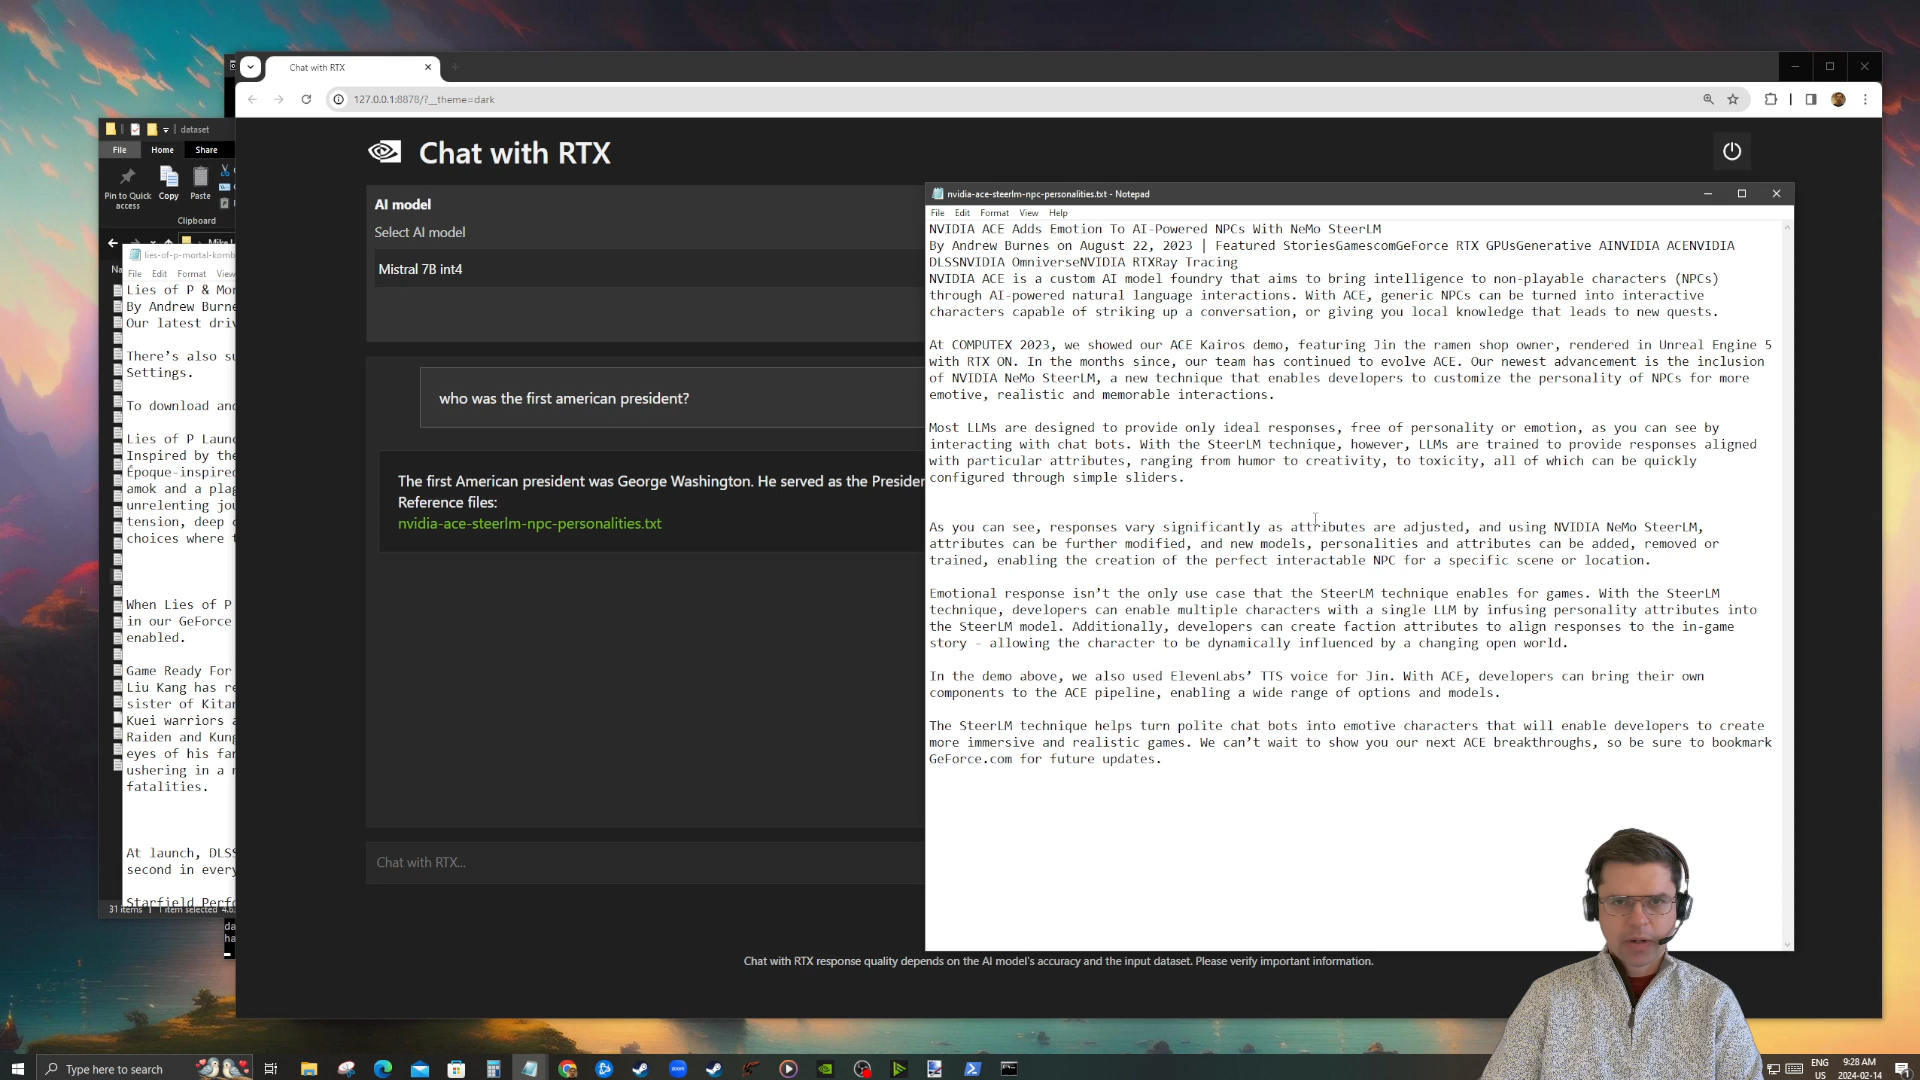 Chat with RTX
127.0.0.1:8878/?__theme=dark
dataset
File Home Share
Pin to Quick access
Copy
Paste
Clipboard
lies-of-p-mortal-komb
File Edit Format View
Lies of P & Mor
By Andrew Burne
Our latest driv
There's also su
Settings.
To download and
Lies of P Laun
Inspired by the
Époque-inspired
amok and a plag
unrelenting jou
tension, deep c
choices where t
When Lies of P
in our GeForce
enabled.
Game Ready For
Liu Kang has re
sister of Kitan
Kuei warriors a
Raiden and Kung
eyes of his far
ushering in a n
fatalities.
At launch, DLSS
second in every
Starfield Perfo
31 items 1 item selected
Chat with RTX
AI model
Select AI model
Mistral 7B int4
who was the first american president?
The first American president was George Washington. He served as the Presiden
Reference files:
nvidia-ace-steerlm-npc-personalities.txt
Chat with RTX...
Chat with RTX response quality depends on the AI model's accuracy and the input dataset. Please verify important information.
nvidia-ace-steerlm-npc-personalities.txt - Notepad
File Edit Format View Help
NVIDIA ACE Adds Emotion To AI-Powered NPCs With NeMo SteerLM
By Andrew Burnes on August 22, 2023 | Featured StoriesGamescomGeForce RTX GPUsGenerative AINVIDIA ACENVIDIA
DLSSNVIDIA OmniverseNVIDIA RTXRay Tracing
NVIDIA ACE is a custom AI model foundry that aims to bring intelligence to non-playable characters (NPCs)
through AI-powered natural language interactions. With ACE, generic NPCs can be turned into interactive
characters capable of striking up a conversation, or giving you local knowledge that leads to new quests.
At COMPUTEX 2023, we showed our ACE Kairos demo, featuring Jin the ramen shop owner, rendered in Unreal Engine 5
with RTX ON. In the months since, our team has continued to evolve ACE. Our newest advancement is the inclusion
of NVIDIA NeMo SteerLM, a new technique that enables developers to customize the personality of NPCs for more
emotive, realistic and memorable interactions.
Most LLMs are designed to provide only ideal responses, free of personality or emotion, as you can see by
interacting with chat bots. With the SteerLM technique, however, LLMs are trained to provide responses aligned
with particular attributes, ranging from humor to creativity, to toxicity, all of which can be quickly
configured through simple sliders.
As you can see, responses vary significantly as attributes are adjusted, and using NVIDIA NeMo SteerLM,
attributes can be further modified, and new models, personalities and attributes can be added, removed or
trained, enabling the creation of the perfect interactable NPC for a specific scene or location.
Emotional response isn't the only use case that the SteerLM technique enables for games. With the SteerLM
technique, developers can enable multiple characters with a single LLM by infusing personality attributes into
the SteerLM model. Additionally, developers can create faction attributes to align responses to the in-game
story - allowing the character to be dynamically influenced by a changing open world.
In the demo above, we also used ElevenLabs' TTS voice for Jin. With ACE, developers can bring their own
components to the ACE pipeline, enabling a wide range of options and models.
The SteerLM technique helps turn polite chat bots into emotive characters that will enable developers to create
more immersive and realistic games. We can't wait to show you our next ACE breakthroughs, so be sure to bookmark
GeForce.com for future updates.
Type here to search
zoom
ENG
US
9:28 AM
2024-02-14